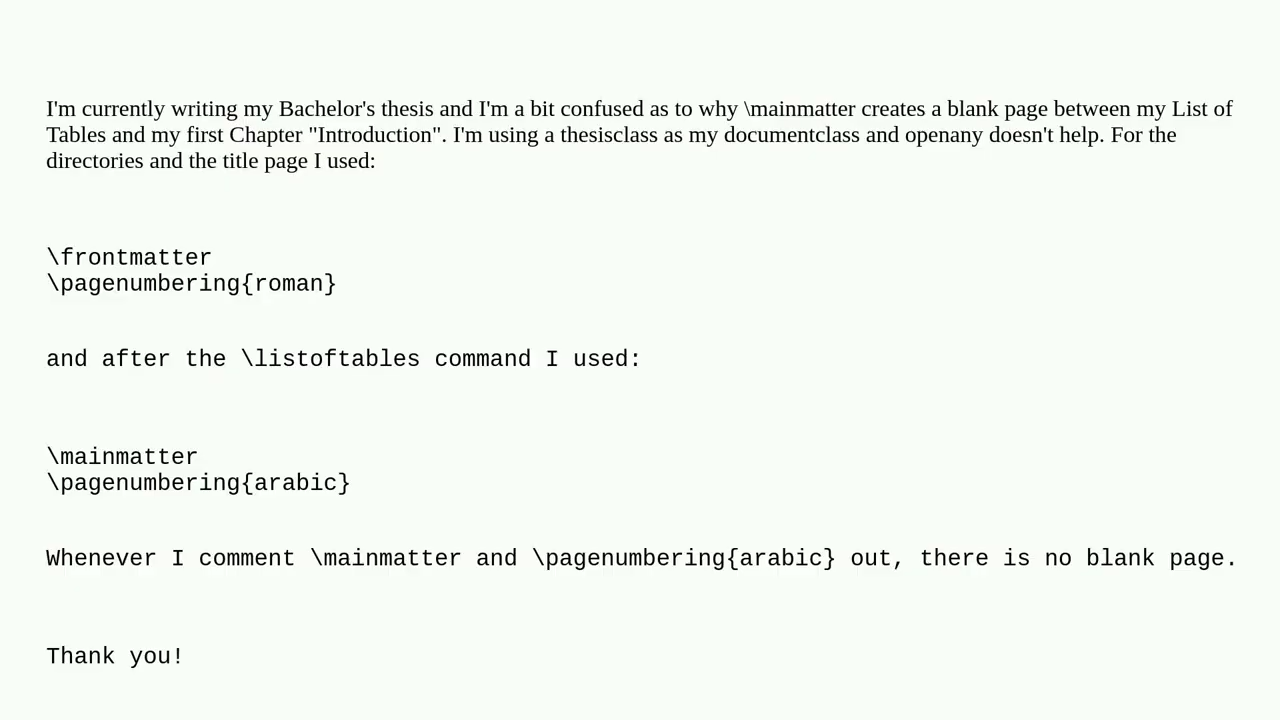 I'm currently writing my Bachelor's thesis and I'm a bit confused as to why \mainmatter creates a blank page between my List of
Tables and my first Chapter "Introduction". I'm using a thesisclass as my documentclass and openany doesn't help. For the
directories and the title page I used:
\frontmatter
\pagenumbering{roman}
and after the \listoftables command I used:
\mainmatter
\pagenumbering{arabic}
Whenever I comment \mainmatter and \pagenumbering{arabic} out, there is no blank page.
Thank you!